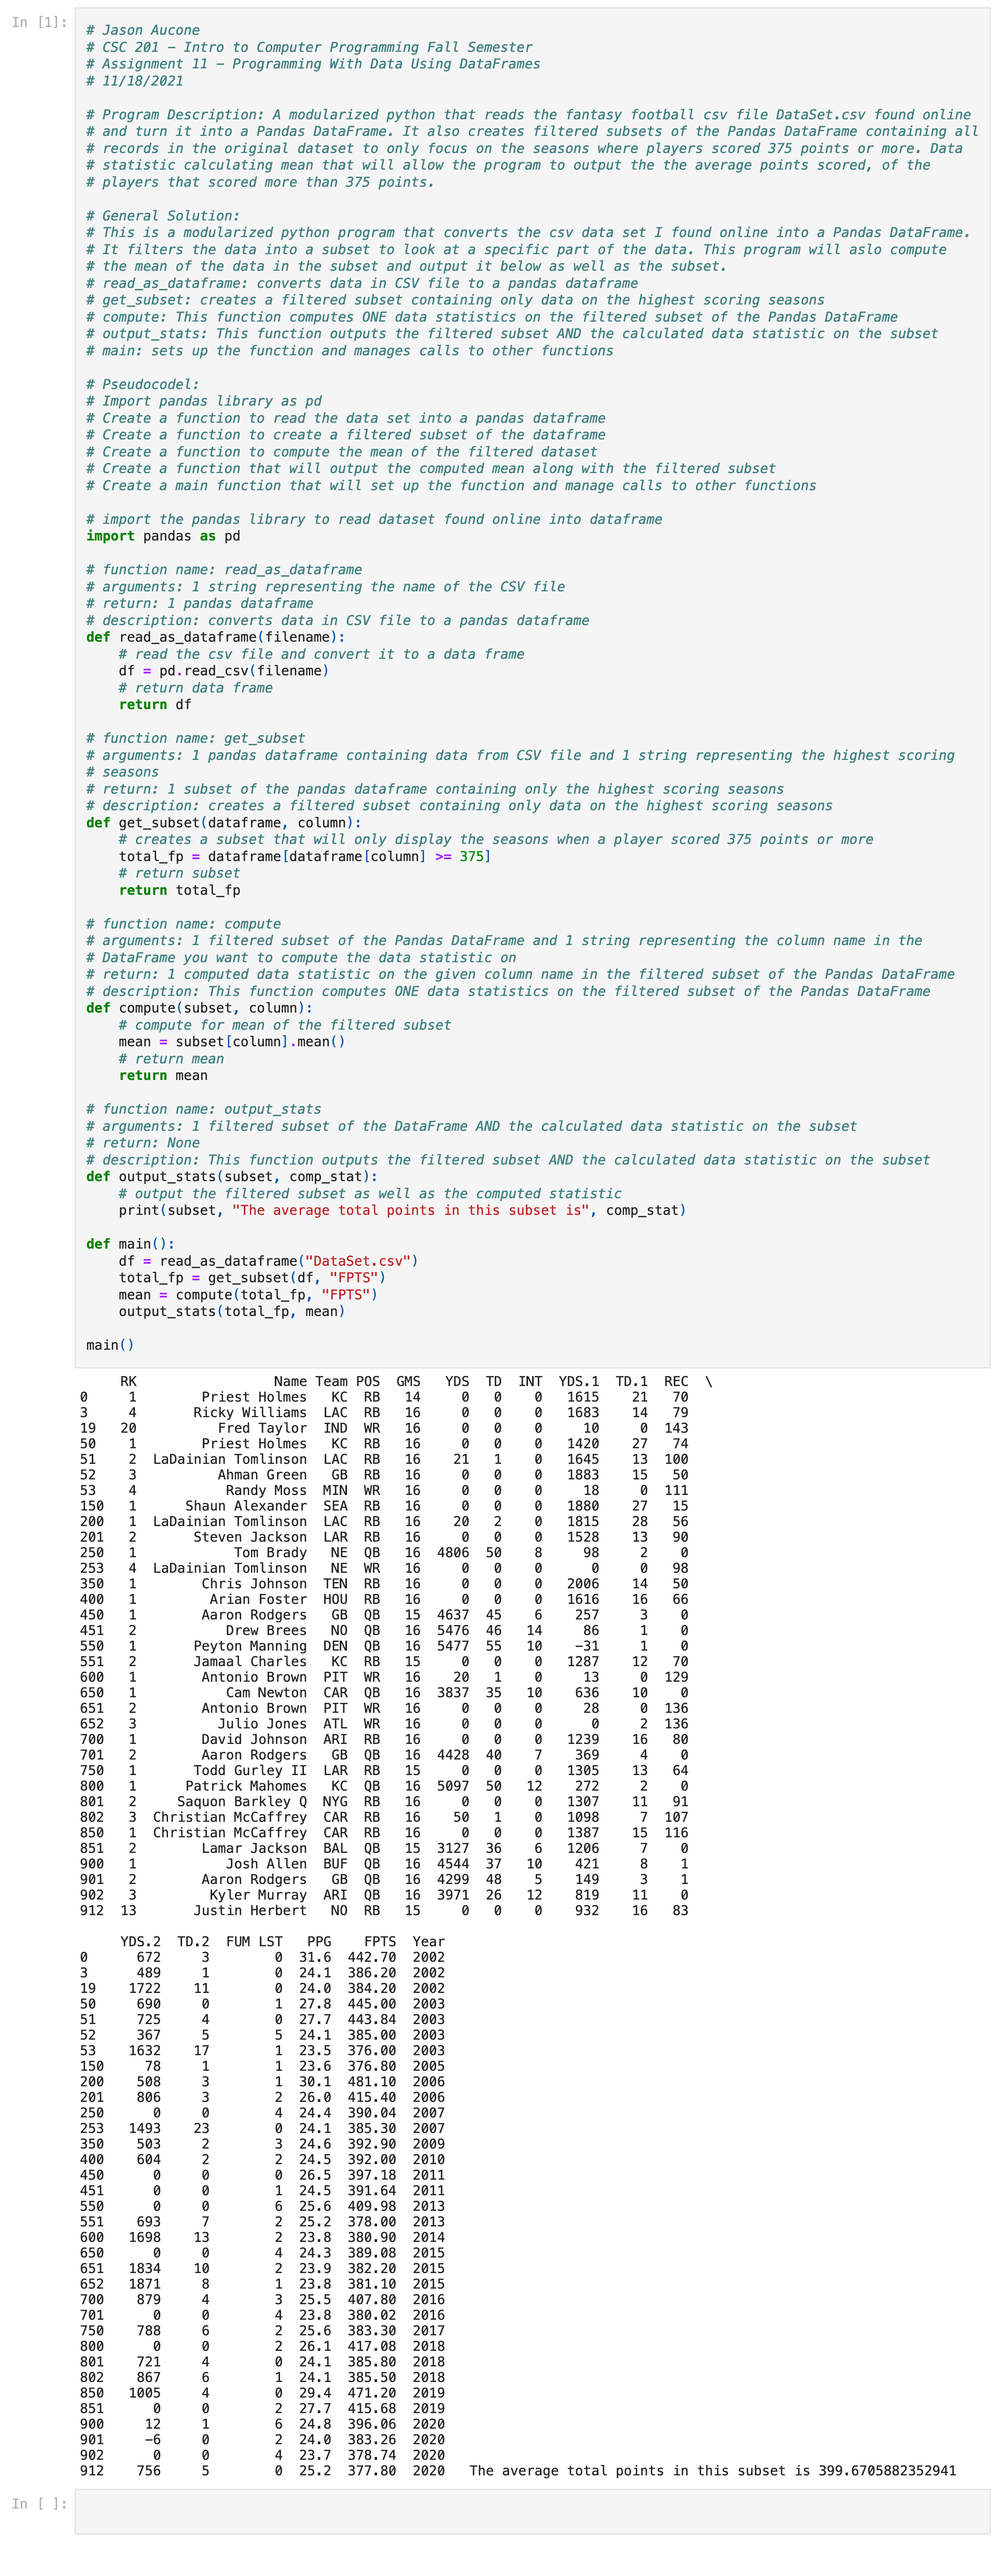 In [1]:
# Jason Aucone
# CSC 201 – Intro to Computer Programming Fall Semester
# Assignment 11 – Programming With Data Using DataFrames
# 11/18/2021

# Program Description: A modularized python that reads the fantasy football csv file DataSet.csv found online
# and turn it into a Pandas DataFrame. It also creates filtered subsets of the Pandas DataFrame containing all
# records in the original dataset to only focus on the seasons where players scored 375 points or more. Data
# statistic calculating mean that will allow the program to output the the average points scored, of the
# players that scored more than 375 points.

# General Solution:
# This is a modularized python program that converts the csv data set I found online into a Pandas DataFrame.
# It filters the data into a subset to look at a specific part of the data. This program will aslo compute
# the mean of the data in the subset and output it below as well as the subset.
# read_as_dataframe: converts data in CSV file to a pandas dataframe
# get_subset: creates a filtered subset containing only data on the highest scoring seasons
# compute: This function computes ONE data statistics on the filtered subset of the Pandas DataFrame
# output_stats: This function outputs the filtered subset AND the calculated data statistic on the subset
# main: sets up the function and manages calls to other functions

# Pseudocodel:
# Import pandas library as pd
# Create a function to read the data set into a pandas dataframe
# Create a function to create a filtered subset of the dataframe
# Create a function to compute the mean of the filtered dataset
# Create a function that will output the computed mean along with the filtered subset
# Create a main function that will set up the function and manage calls to other functions

# import the pandas library to read dataset found online into dataframe
import pandas as pd

# function name: read_as_dataframe
# arguments: 1 string representing the name of the CSV file
# return: 1 pandas dataframe
# description: converts data in CSV file to a pandas dataframe
def read_as_dataframe(filename):
    # read the csv file and convert it to a data frame
    df = pd.read_csv(filename)
    # return data frame
    return df

# function name: get_subset
# arguments: 1 pandas dataframe containing data from CSV file and 1 string representing the highest scoring
# seasons
# return: 1 subset of the pandas dataframe containing only the highest scoring seasons
# description: creates a filtered subset containing only data on the highest scoring seasons
def get_subset(dataframe, column):
    # creates a subset that will only display the seasons when a player scored 375 points or more
    total_fp = dataframe[dataframe[column] >= 375]
    # return subset
    return total_fp

# function name: compute
# arguments: 1 filtered subset of the Pandas DataFrame and 1 string representing the column name in the
# DataFrame you want to compute the data statistic on
# return: 1 computed data statistic on the given column name in the filtered subset of the Pandas DataFrame
# description: This function computes ONE data statistics on the filtered subset of the Pandas DataFrame
def compute(subset, column):
    # compute for mean of the filtered subset
    mean = subset[column].mean()
    # return mean
    return mean

# function name: output_stats
# arguments: 1 filtered subset of the DataFrame AND the calculated data statistic on the subset
# return: None
# description: This function outputs the filtered subset AND the calculated data statistic on the subset
def output_stats(subset, comp_stat):
    # output the filtered subset as well as the computed statistic
    print(subset, "The average total points in this subset is", comp_stat)

def main():
    df = read_as_dataframe("DataSet.csv")
    total_fp = get_subset(df, "FPTS")
    mean = compute(total_fp, "FPTS")
    output_stats(total_fp, mean)

main()

RK Name Team POS GMS YDS TD INT YDS.1 TD.1 REC \
0 1 Priest Holmes KC RB 14 0 0 0 1615 21 70
3 4 Ricky Williams LAC RB 16 0 0 0 1683 14 79
19 20 Fred Taylor IND WR 16 0 0 0 10 0 143
50 1 Priest Holmes KC RB 16 0 0 0 1420 27 74
51 2 LaDainian Tomlinson LAC RB 16 21 1 0 1645 13 100
52 3 Ahman Green GB RB 16 0 0 0 1883 15 50
53 4 Randy Moss MIN WR 16 0 0 0 18 0 111
150 1 Shaun Alexander SEA RB 16 0 0 0 1880 27 15
200 1 LaDainian Tomlinson LAC RB 16 20 2 0 1815 28 56
201 2 Steven Jackson LAR RB 16 0 0 0 1528 13 90
250 1 Tom Brady NE QB 16 4806 50 8 98 2 0
253 4 LaDainian Tomlinson NE WR 16 0 0 0 0 0 98
350 1 Chris Johnson TEN RB 16 0 0 0 2006 14 50
400 1 Arian Foster HOU RB 16 0 0 0 1616 16 66
450 1 Aaron Rodgers GB QB 15 4637 45 6 257 3 0
451 2 Drew Brees NO QB 16 5476 46 14 86 1 0
550 1 Peyton Manning DEN QB 16 5477 55 10 -31 1 0
551 2 Jamaal Charles KC RB 15 0 0 0 1287 12 70
600 1 Antonio Brown PIT WR 16 20 1 0 13 0 129
650 1 Cam Newton CAR QB 16 3837 35 10 636 10 0
651 2 Antonio Brown PIT WR 16 0 0 0 28 0 136
652 3 Julio Jones ATL WR 16 0 0 0 0 2 136
700 1 David Johnson ARI RB 16 0 0 0 1239 16 80
701 2 Aaron Rodgers GB QB 16 4428 40 7 369 4 0
750 1 Todd Gurley II LAR RB 15 0 0 0 1305 13 64
800 1 Patrick Mahomes KC QB 16 5097 50 12 272 2 0
801 2 Saquon Barkley Q NYG RB 16 0 0 0 1307 11 91
802 3 Christian McCaffrey CAR RB 16 50 1 0 1098 7 107
850 1 Christian McCaffrey CAR RB 16 0 0 0 1387 15 116
851 2 Lamar Jackson BAL QB 15 3127 36 6 1206 7 0
900 1 Josh Allen BUF QB 16 4544 37 10 421 8 1
901 2 Aaron Rodgers GB QB 16 4299 48 5 149 3 1
902 3 Kyler Murray ARI QB 16 3971 26 12 819 11 0
912 13 Justin Herbert NO RB 15 0 0 0 932 16 83

YDS.2 TD.2 FUM LST PPG FPTS Year
0 672 3 0 31.6 442.70 2002
3 489 1 0 24.1 386.20 2002
19 1722 11 0 24.0 384.20 2002
50 690 0 1 27.8 445.00 2003
51 725 4 0 27.7 443.84 2003
52 367 5 5 24.1 385.00 2003
53 1632 17 1 23.5 376.00 2003
150 78 1 1 23.6 376.80 2005
200 508 3 1 30.1 481.10 2006
201 806 3 2 26.0 415.40 2006
250 0 0 4 24.4 390.04 2007
253 1493 23 0 24.1 385.30 2007
350 503 2 3 24.6 392.90 2009
400 604 2 2 24.5 392.00 2010
450 0 0 0 26.5 397.18 2011
451 0 0 1 24.5 391.64 2011
550 0 0 6 25.6 409.98 2013
551 693 7 2 25.2 378.00 2013
600 1698 13 2 23.8 380.90 2014
650 0 0 4 24.3 389.08 2015
651 1834 10 2 23.9 382.20 2015
652 1871 8 1 23.8 381.10 2015
700 879 4 3 25.5 407.80 2016
701 0 0 4 23.8 380.02 2016
750 788 6 2 25.6 383.30 2017
800 0 0 2 26.1 417.08 2018
801 721 4 0 24.1 385.80 2018
802 867 6 1 24.1 385.50 2018
850 1005 4 0 29.4 471.20 2019
851 0 0 2 27.7 415.68 2019
900 12 1 6 24.8 396.06 2020
901 -6 0 2 24.0 383.26 2020
902 0 0 4 23.7 378.74 2020
912 756 5 0 25.2 377.80 2020 The average total points in this subset is 399.6705882352941
In [ ]: